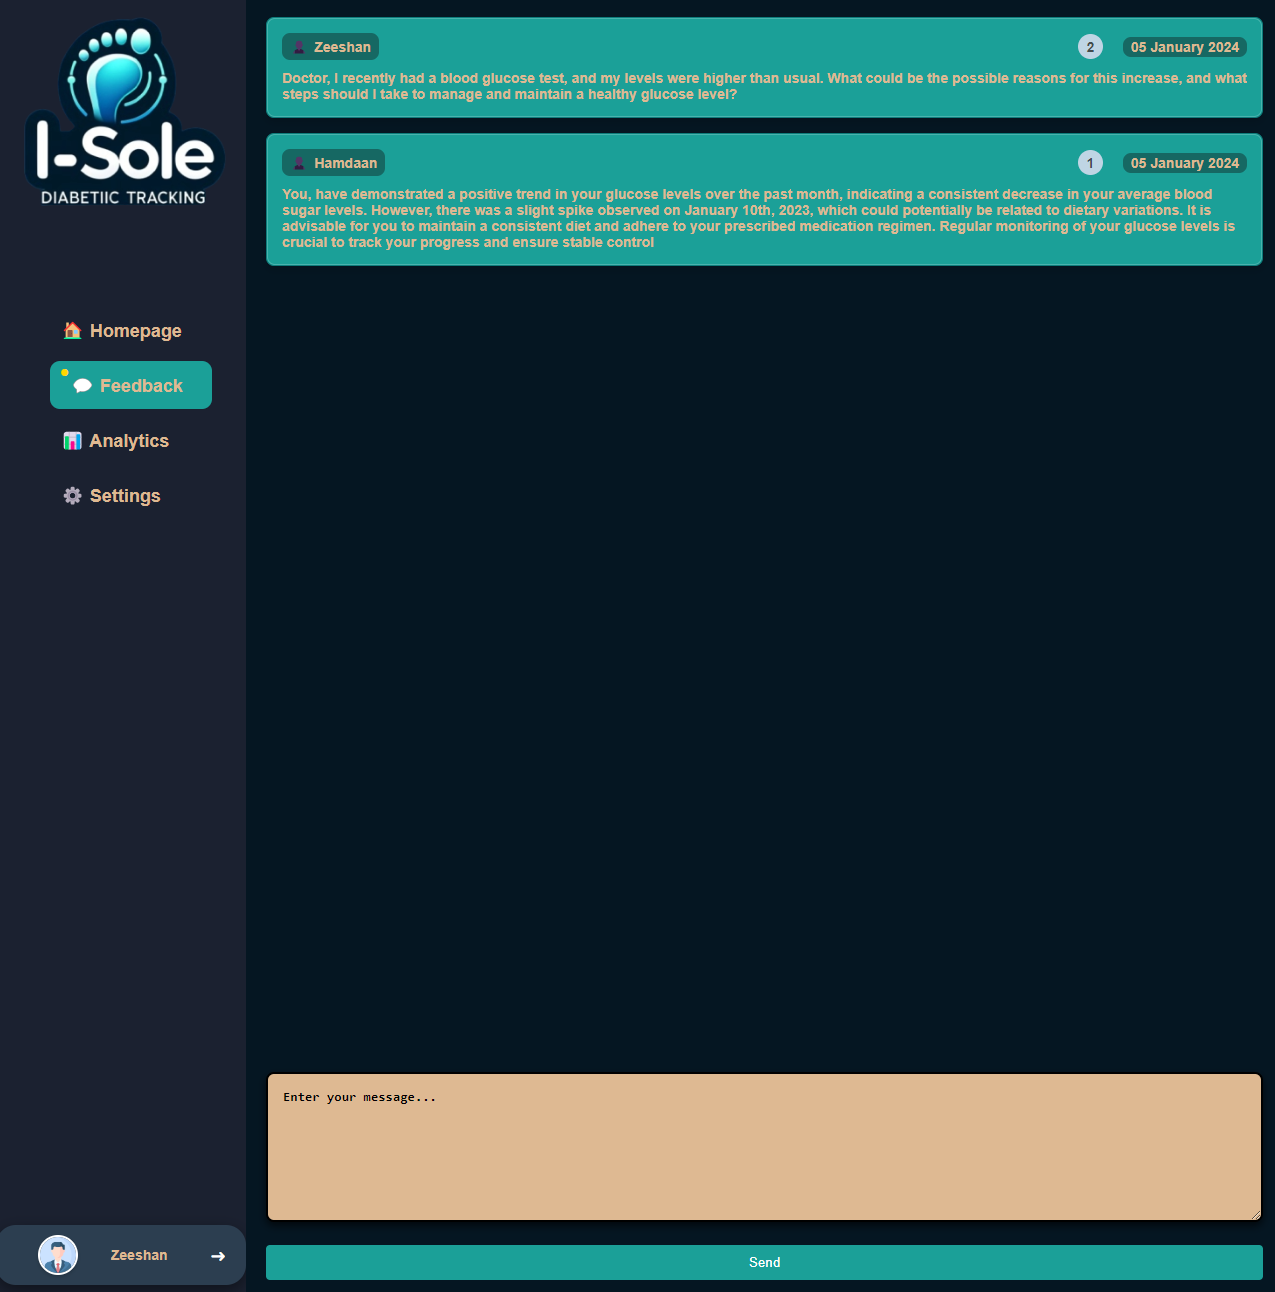 I-Sole
DIABETIIC TRACKING
Homepage
Feedback
Analytics
Settings
Zeeshan
Zeeshan 2 05 January 2024
Doctor, I recently had a blood glucose test, and my levels were higher than usual. What could be the possible reasons for this increase, and what
steps should I take to manage and maintain a healthy glucose level?
Hamdaan 1 05 January 2024
You, have demonstrated a positive trend in your glucose levels over the past month, indicating a consistent decrease in your average blood
sugar levels. However, there was a slight spike observed on January 10th, 2023, which could potentially be related to dietary variations. It is
advisable for you to maintain a consistent diet and adhere to your prescribed medication regimen. Regular monitoring of your glucose levels is
crucial to track your progress and ensure stable control
Enter your message...
Send